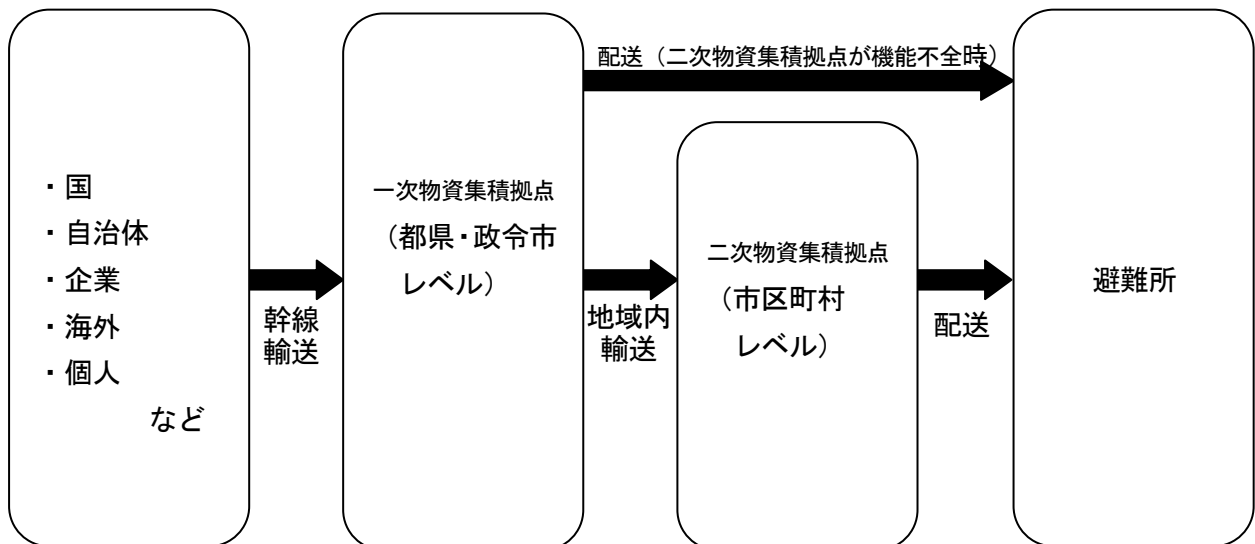 ・国
・自治体
・企業
・海外
・個人
など
幹線
輸送
一次物資集積拠点
（都県・政令市
レベル）
配送（二次物資集積拠点が機能不全時）
地域内
輸送
二次物資集積拠点
（市区町村
レベル）
配送
避難所